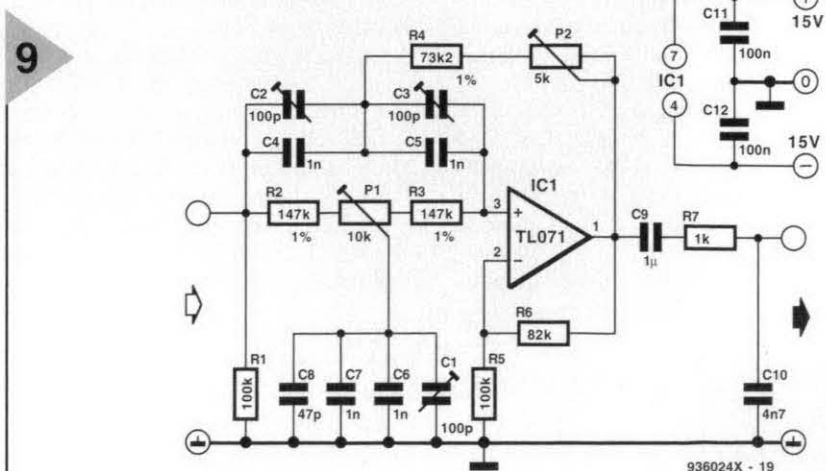 9
C11
100n
+
15V
7
IC1
4
0
C12
100n
15V
−
R4
73k2
1%
P2
5k
C2
100p
C3
100p
C4
1n
C5
1n
R2
147k
1%
P1
10k
R3
147k
1%
IC1
3
+
TL071
2
−
1
C9
1µ
R7
1k
R6
82k
R1
100k
C8
47p
C7
1n
C6
1n
C1
100p
R5
100k
C10
4n7
936024X - 19